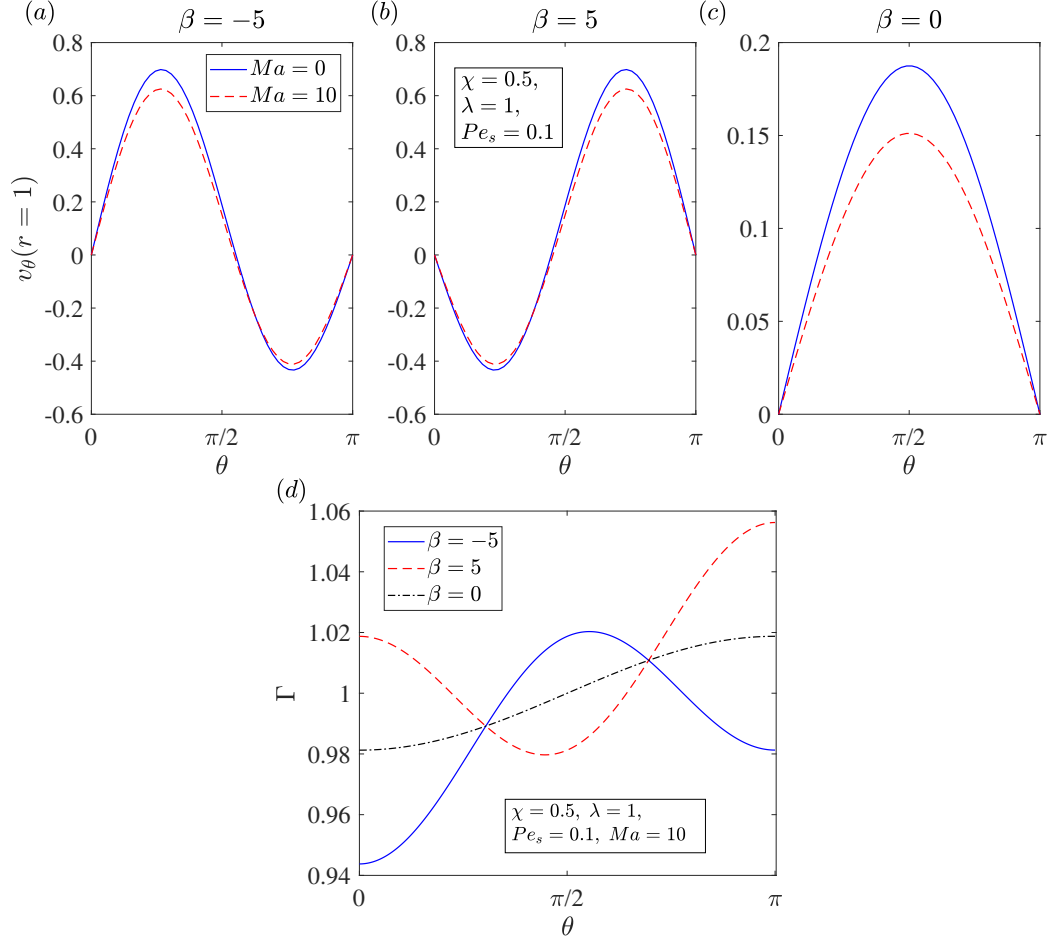 (a)
β = −5
0.8
0.6
0.4
0.2
0
-0.2
-0.4
-0.6
0
π/2
π
θ
v_θ(r = 1)
Ma = 0
Ma = 10
(b)
β = 5
0.8
0.6
0.4
0.2
0
-0.2
-0.4
-0.6
0
π/2
π
θ
χ = 0.5,
λ = 1,
Pe_s = 0.1
(c)
β = 0
0.2
0.15
0.1
0.05
0
0
π/2
π
θ
(d)
1.06
1.04
1.02
1
0.98
0.96
0.94
0
π/2
π
θ
Γ
β = −5
β = 5
β = 0
χ = 0.5, λ = 1,
Pe_s = 0.1, Ma = 10